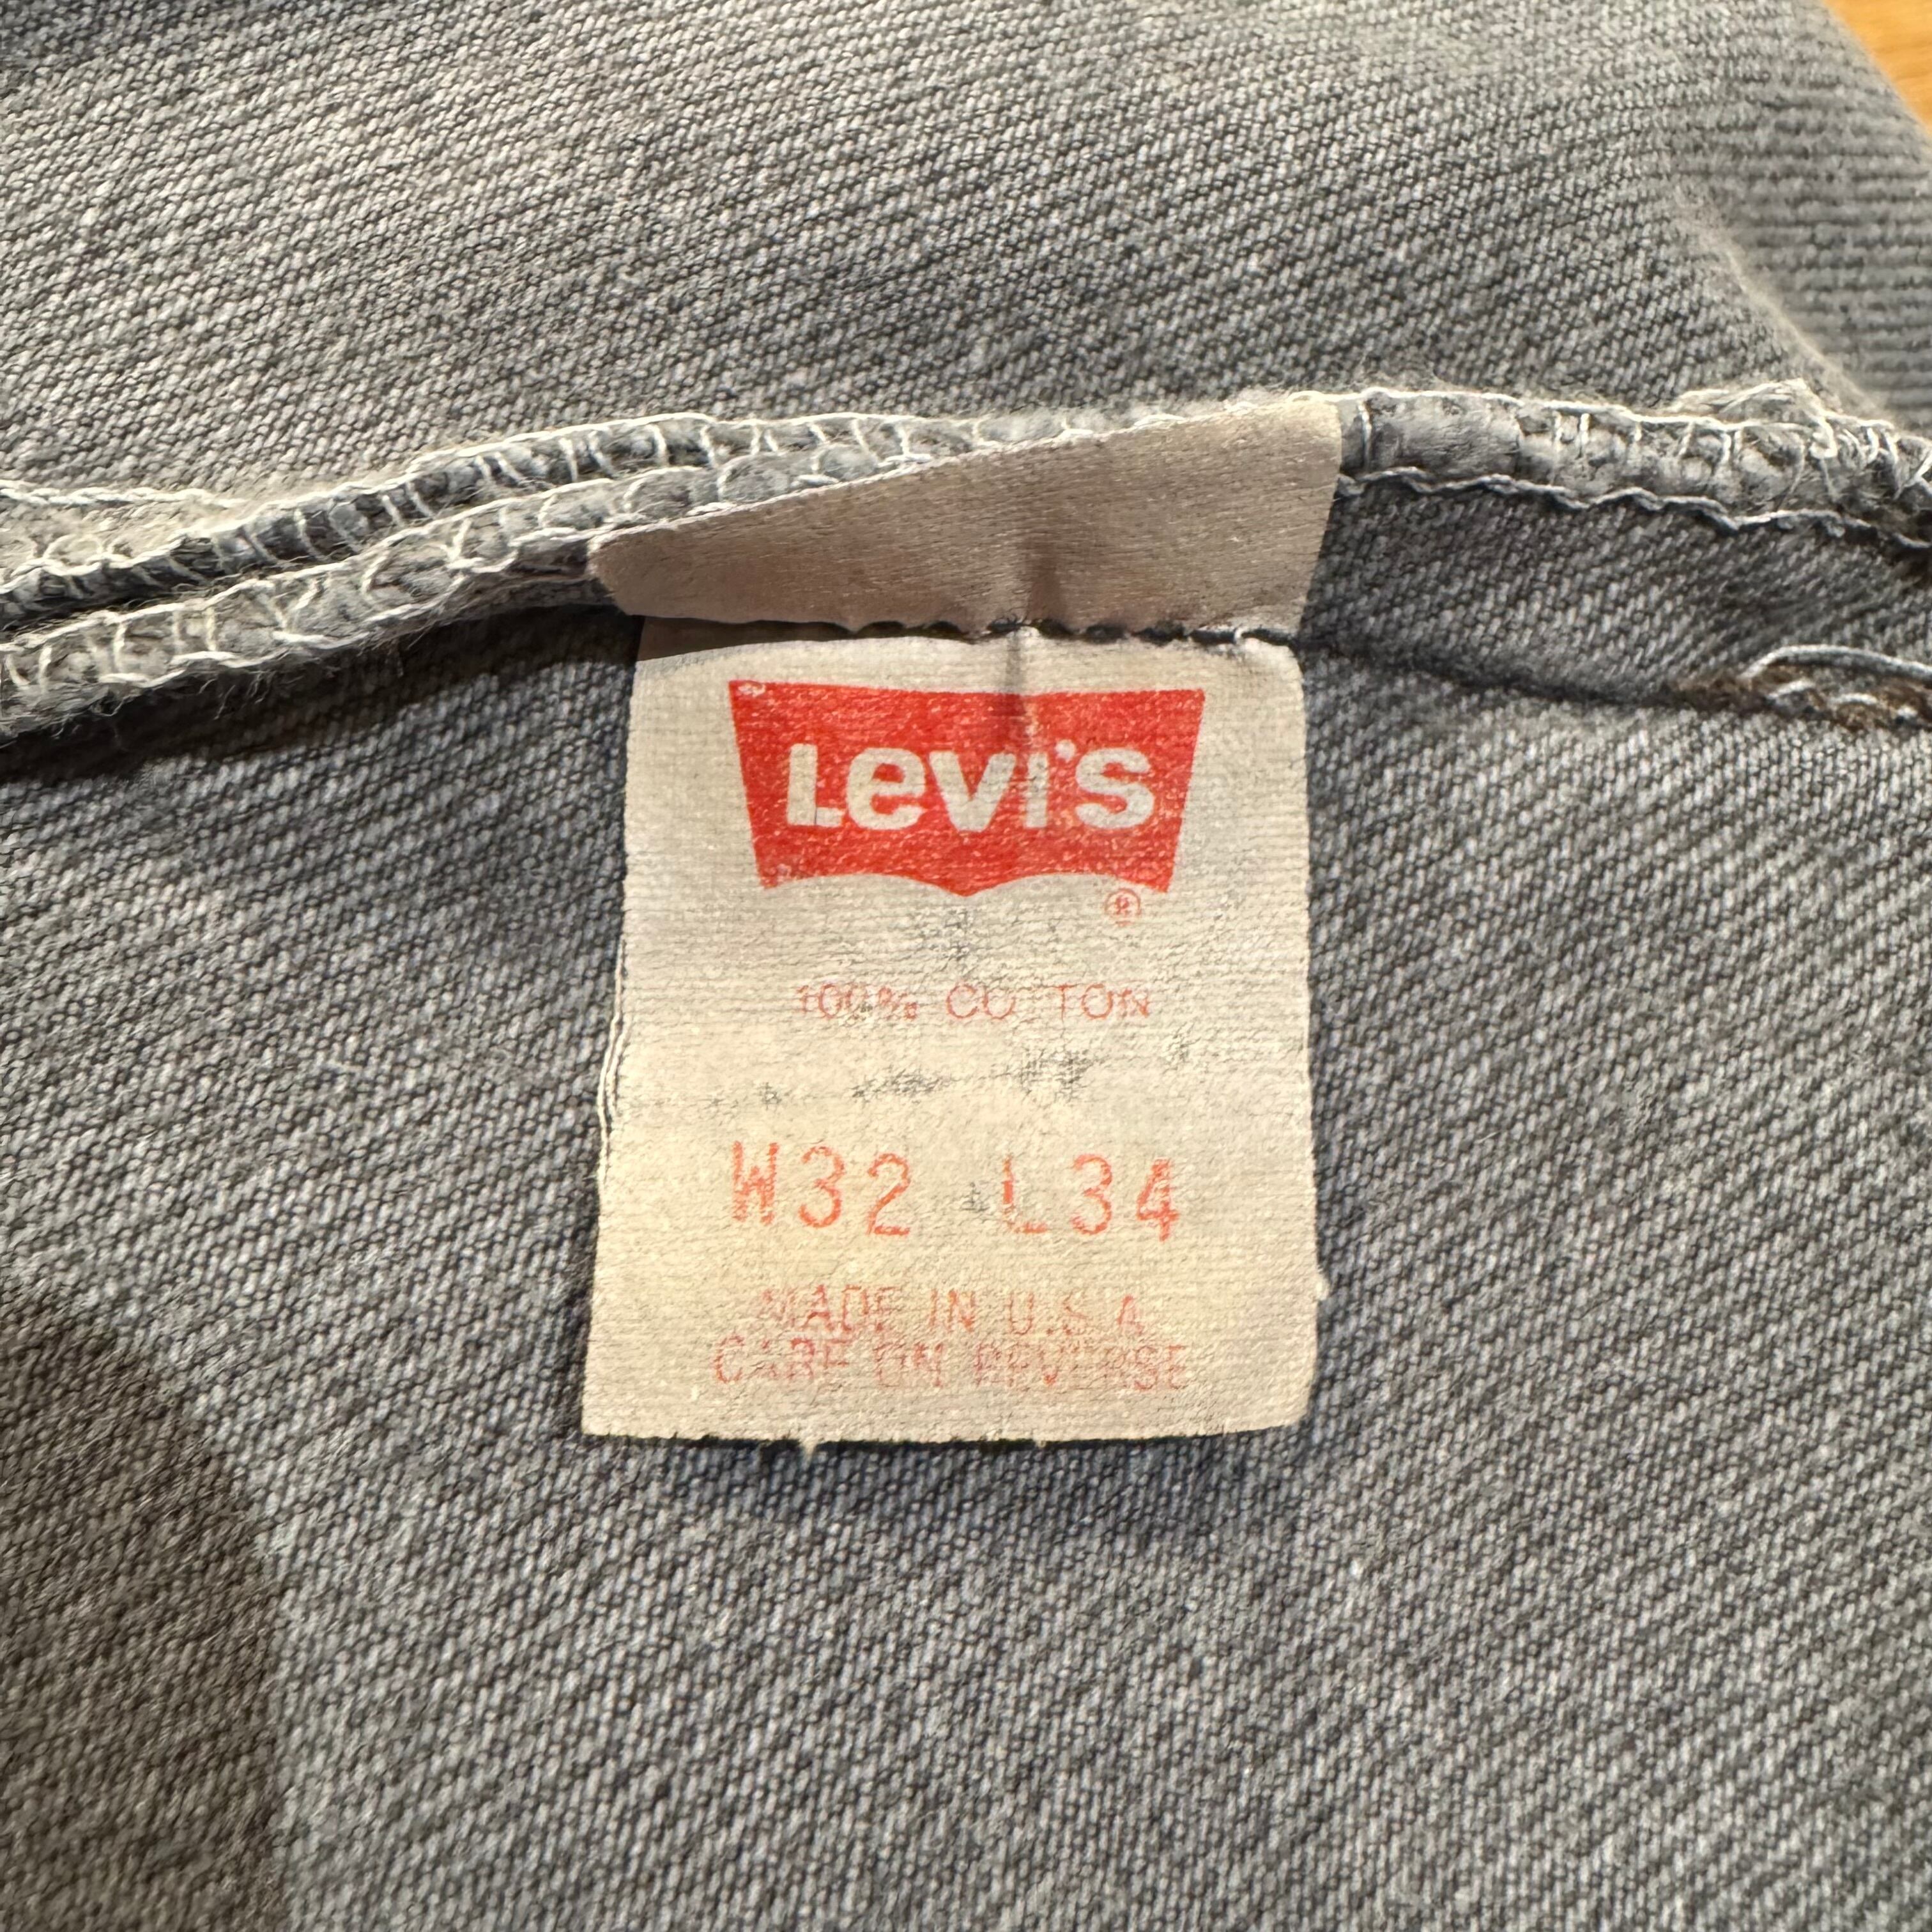 Levi's
®
100% COTTON
W32 L34
MADE IN U.S.A
CARE ON REVERSE